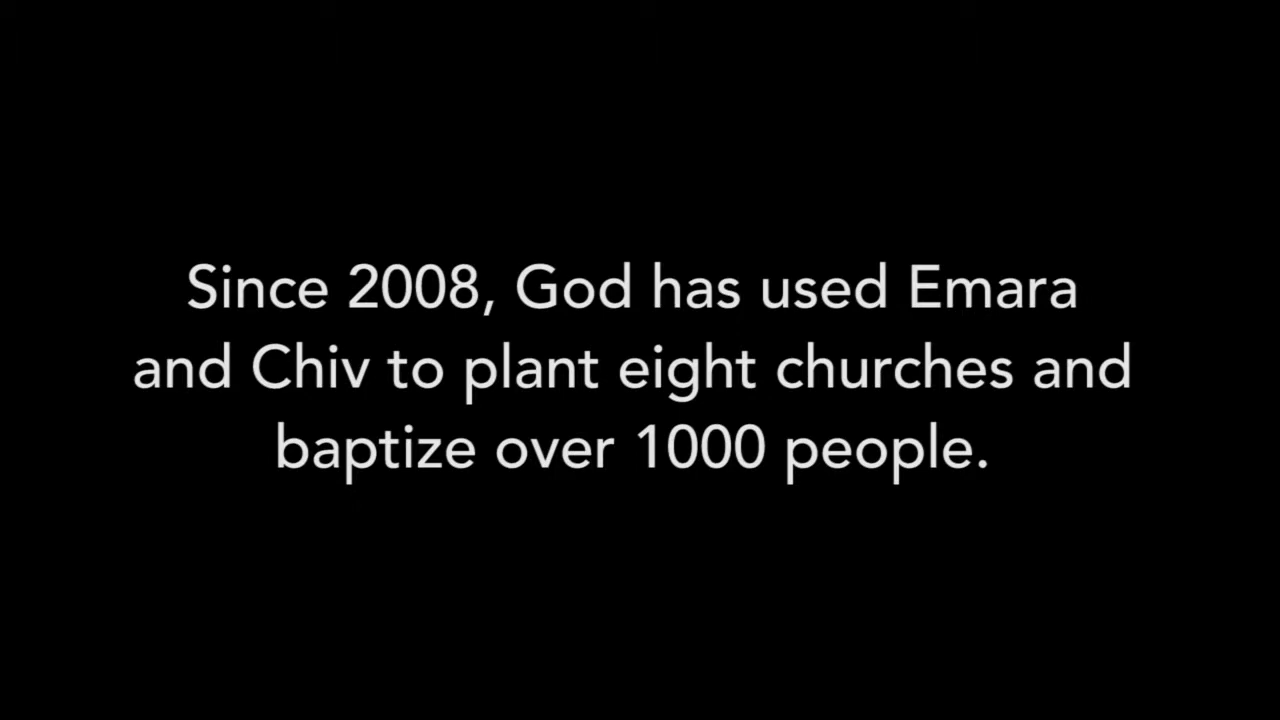 Since 2008, God has used Emara
and Chiv to plant eight churches and
baptize over 1000 people.